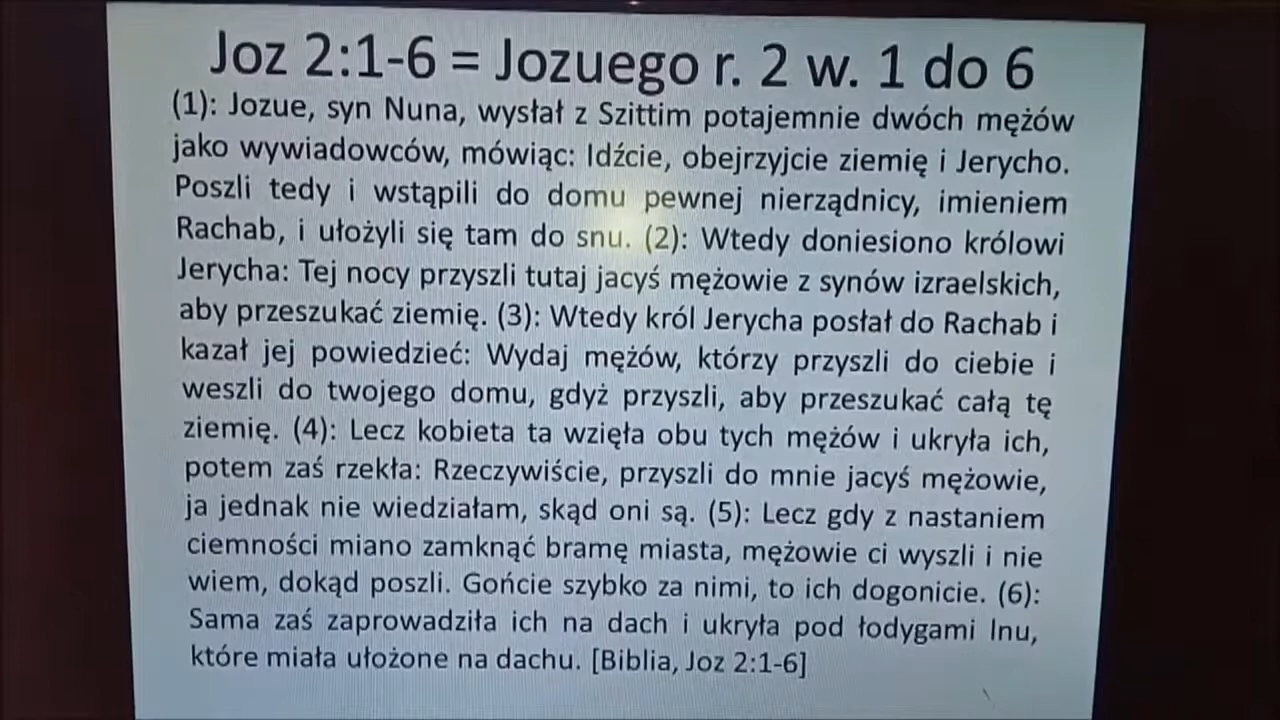 Joz 2:1-6 = Jozuego r. 2 w. 1 do 6
(1): Jozue, syn Nuna, wysłał z Szittim potajemnie dwóch mężów
jako wywiadowców, mówiąc: Idźcie, obejrzyjcie ziemię i Jerycho.
Poszli tedy i wstąpili do domu pewnej nierządnicy, imieniem
Rachab, i ułożyli się tam do snu. (2): Wtedy doniesiono królowi
Jerycha: Tej nocy przyszli tutaj jacyś mężowie z synów izraelskich,
aby przeszukać ziemię. (3): Wtedy król Jerycha posłał do Rachab i
kazał jej powiedzieć: Wydaj mężów, którzy przyszli do ciebie i
weszli do twojego domu, gdyż przyszli, aby przeszukać całą tę
ziemię. (4): Lecz kobieta ta wzięła obu tych mężów i ukryła ich,
potem zaś rzekła: Rzeczywiście, przyszli do mnie jacyś mężowie,
ja jednak nie wiedziałam, skąd oni są. (5): Lecz gdy z nastaniem
ciemności miano zamknąć bramę miasta, mężowie ci wyszli i nie
wiem, dokąd poszli. Gońcie szybko za nimi, to ich dogonicie. (6):
Sama zaś zaprowadziła ich na dach i ukryła pod łodygami lnu,
które miała ułożone na dachu. [Biblia, Joz 2:1-6]